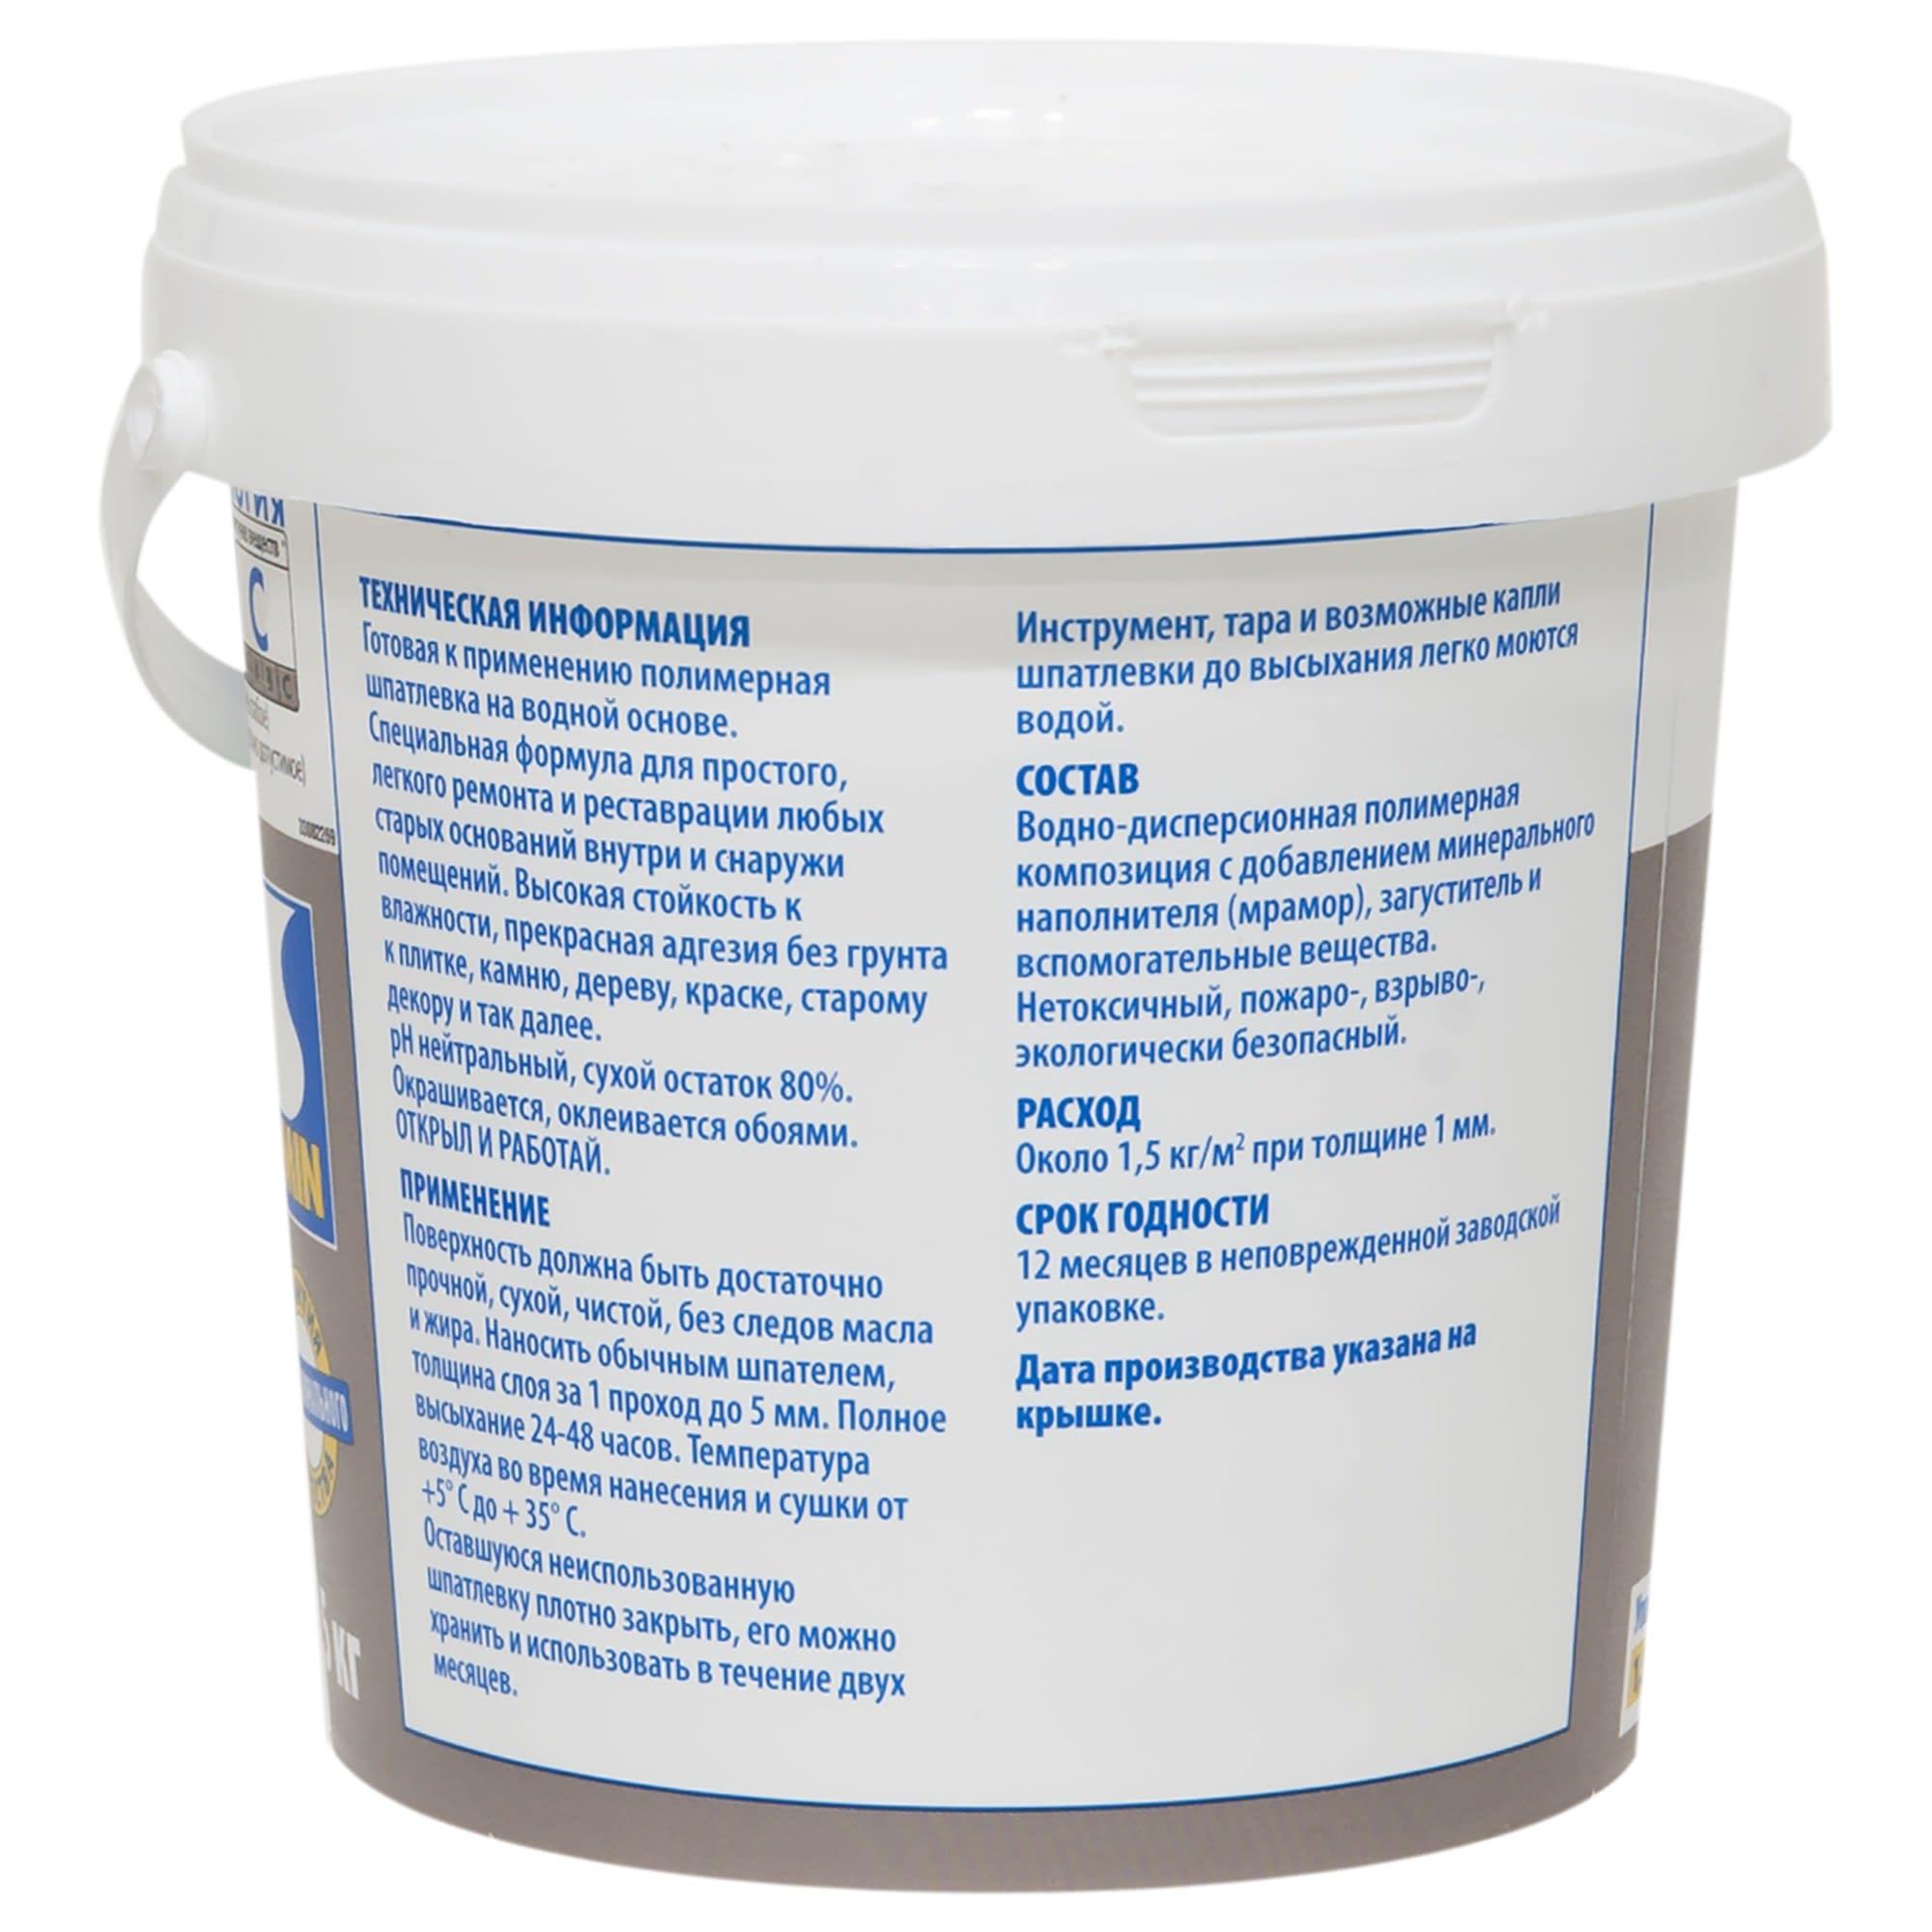 ТЕХНИЧЕСКАЯ ИНФОРМАЦИЯ
Готовая к применению полимерная
шпатлевка на водной основе.
Специальная формула для простого,
легкого ремонта и реставрации любых
старых оснований внутри и снаружи
помещений. Высокая стойкость к
влажности, прекрасная адгезия без грунта
к плитке, камню, дереву, краске, старому
декору и так далее.
pH нейтральный, сухой остаток 80%.
Окрашивается, оклеивается обоями.
ОТКРЫЛ И РАБОТАЙ.
ПРИМЕНЕНИЕ
Поверхность должна быть достаточно
прочной, сухой, чистой, без следов масла
и жира. Наносить обычным шпателем,
толщина слоя за 1 проход до 5 мм. Полное
высыхание 24-48 часов. Температура
воздуха во время нанесения и сушки от
+5° С до + 35° С.
Оставшуюся неиспользованную
шпатлевку плотно закрыть, его можно
хранить и использовать в течение двух
месяцев.
Инструмент, тара и возможные капли
шпатлевки до высыхания легко моются
водой.
СОСТАВ
Водно-дисперсионная полимерная
композиция с добавлением минерального
наполнителя (мрамор), загуститель и
вспомогательные вещества.
Нетоксичный, пожаро-, взрыво-,
экологически безопасный.
РАСХОД
Около 1,5 кг/м² при толщине 1 мм.
СРОК ГОДНОСТИ
12 месяцев в неповрежденной заводской
упаковке.
Дата производства указана на
крышке.
веществ
C
кг